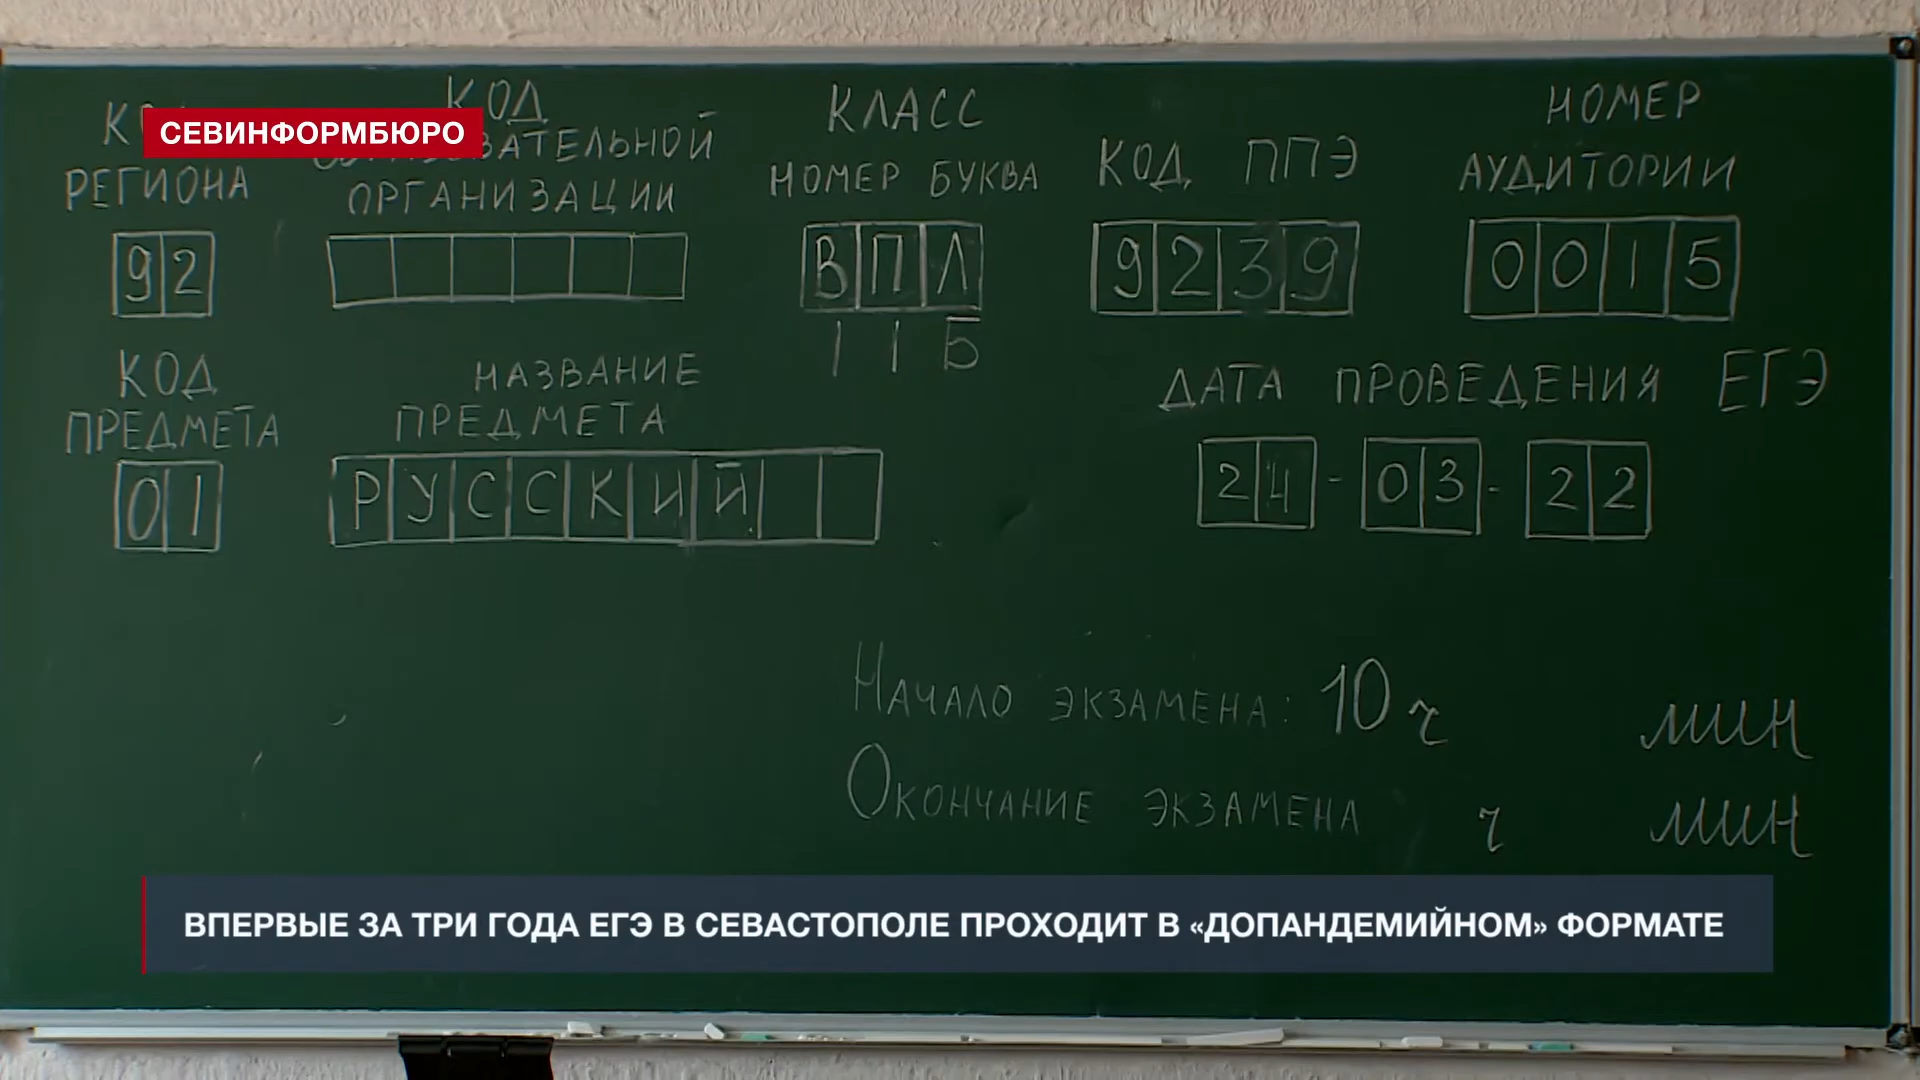 СЕВИНФОРМБЮРО
РЕГИОНА
92
КОД
ОРГАНИЗАЦИИ
КЛАСС
НОМЕР БУКВА
ВПЛ
11Б
КОД ППЭ
9239
НОМЕР
АУДИТОРИИ
0015
КОД
ПРЕДМЕТА
01
НАЗВАНИЕ
ПРЕДМЕТА
РУССКИЙ
ДАТА ПРОВЕДЕНИЯ ЕГЭ
24-03-22
Начало экзамена: 10 ч мин
Окончание экзамена ч мин
ВПЕРВЫЕ ЗА ТРИ ГОДА ЕГЭ В СЕВАСТОПОЛЕ ПРОХОДИТ В «ДОПАНДЕМИЙНОМ» ФОРМАТЕ